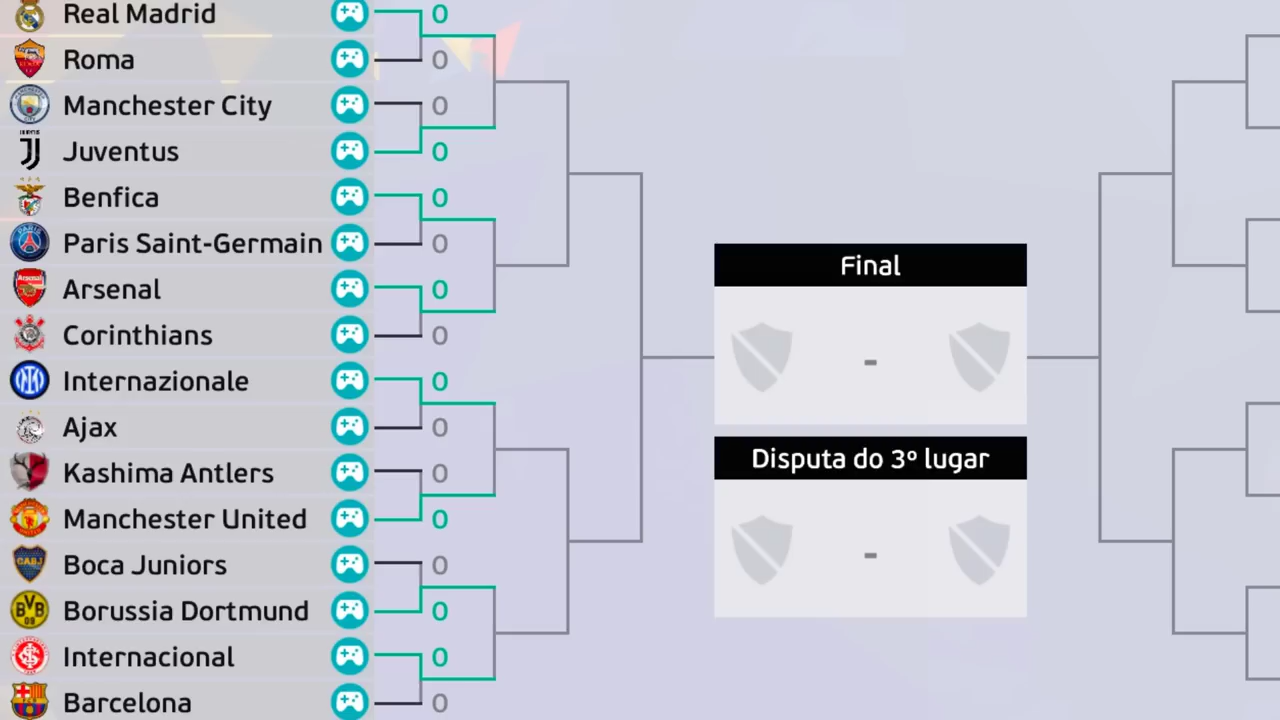 Real Madrid 0
Roma 0
Manchester City 0
Juventus 0
Benfica 0
Paris Saint-Germain 0
Arsenal 0
Corinthians 0
Internazionale 0
Ajax 0
Kashima Antlers 0
Manchester United 0
Boca Juniors 0
Borussia Dortmund 0
Internacional 0
Barcelona 0
Final
-
Disputa do 3º lugar
-